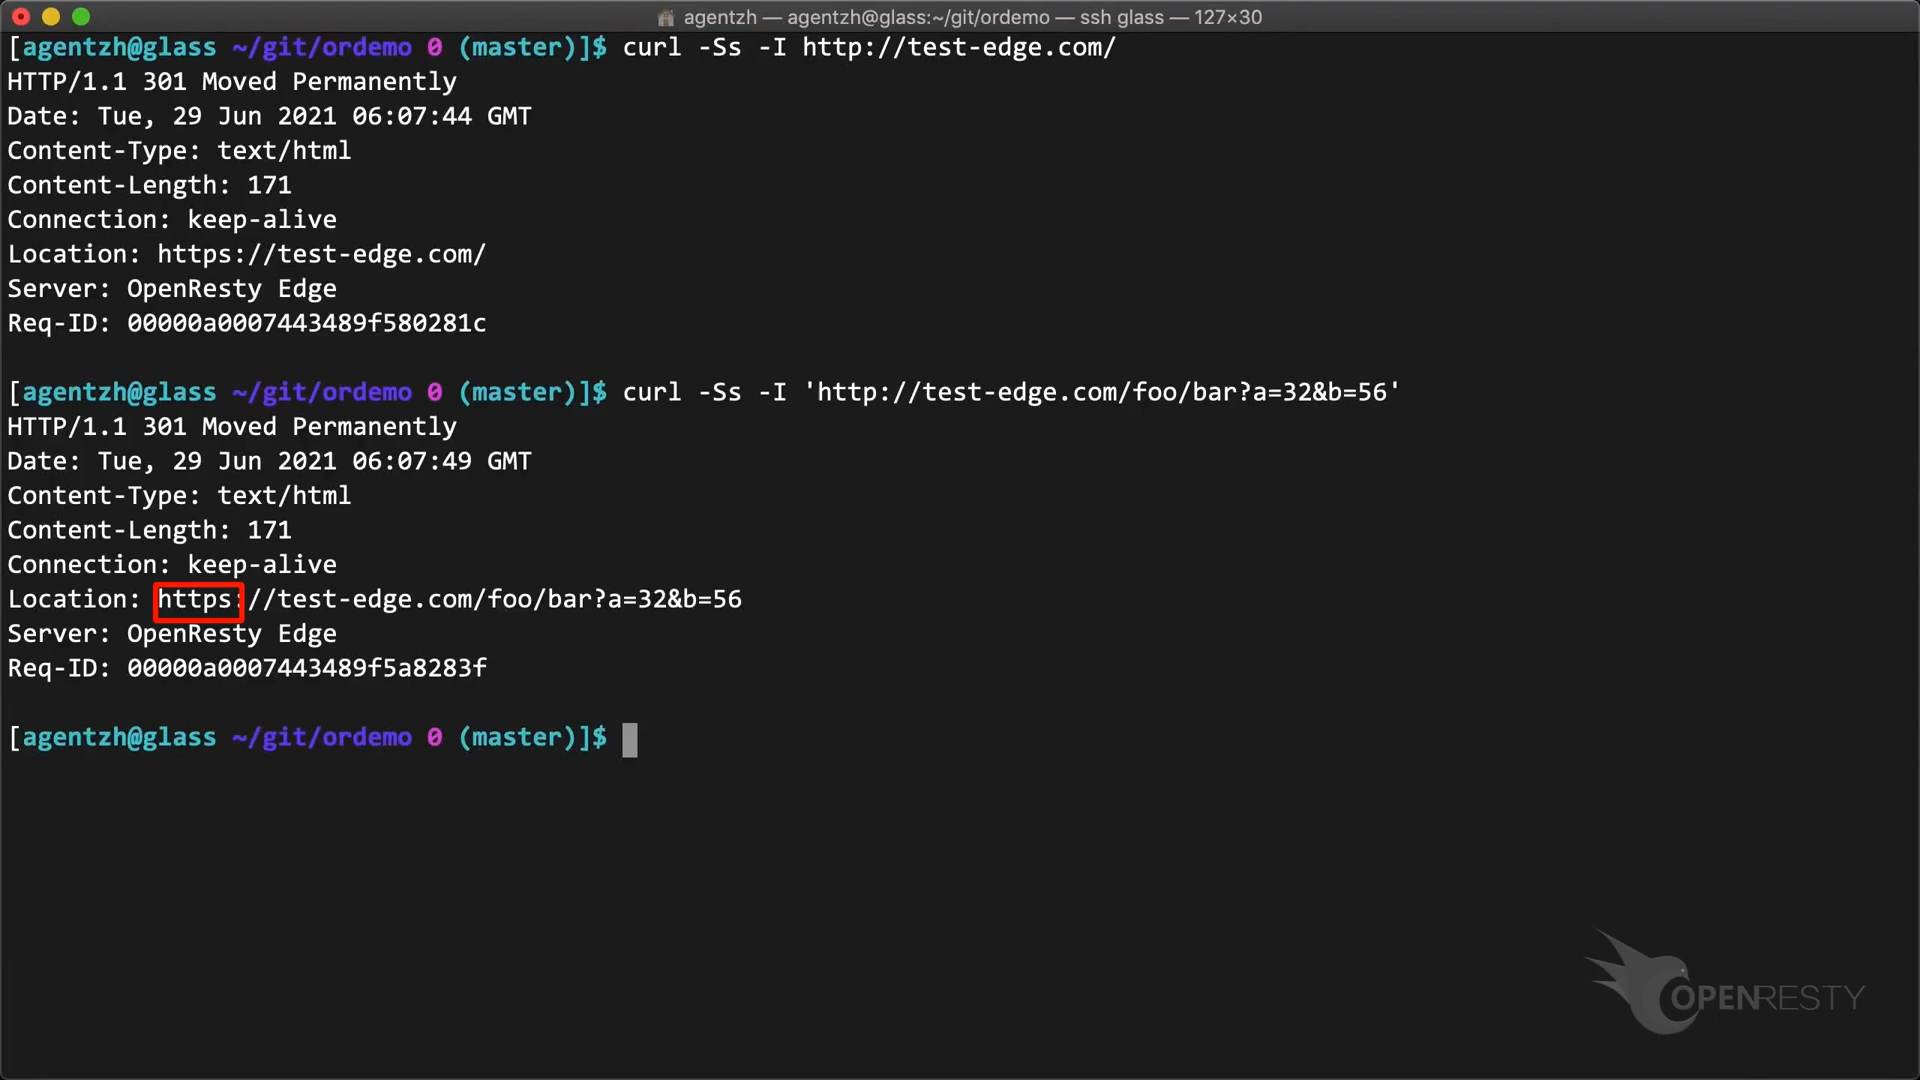 agentzh — agentzh@glass:~/git/ordemo — ssh glass — 127×30
[agentzh@glass ~/git/ordemo 0 (master)]$ curl -Ss -I http://test-edge.com/
HTTP/1.1 301 Moved Permanently
Date: Tue, 29 Jun 2021 06:07:44 GMT
Content-Type: text/html
Content-Length: 171
Connection: keep-alive
Location: https://test-edge.com/
Server: OpenResty Edge
Req-ID: 00000a0007443489f580281c
[agentzh@glass ~/git/ordemo 0 (master)]$ curl -Ss -I 'http://test-edge.com/foo/bar?a=32&b=56'
HTTP/1.1 301 Moved Permanently
Date: Tue, 29 Jun 2021 06:07:49 GMT
Content-Type: text/html
Content-Length: 171
Connection: keep-alive
Location: https://test-edge.com/foo/bar?a=32&b=56
Server: OpenResty Edge
Req-ID: 00000a0007443489f5a8283f
[agentzh@glass ~/git/ordemo 0 (master)]$
OPENRESTY